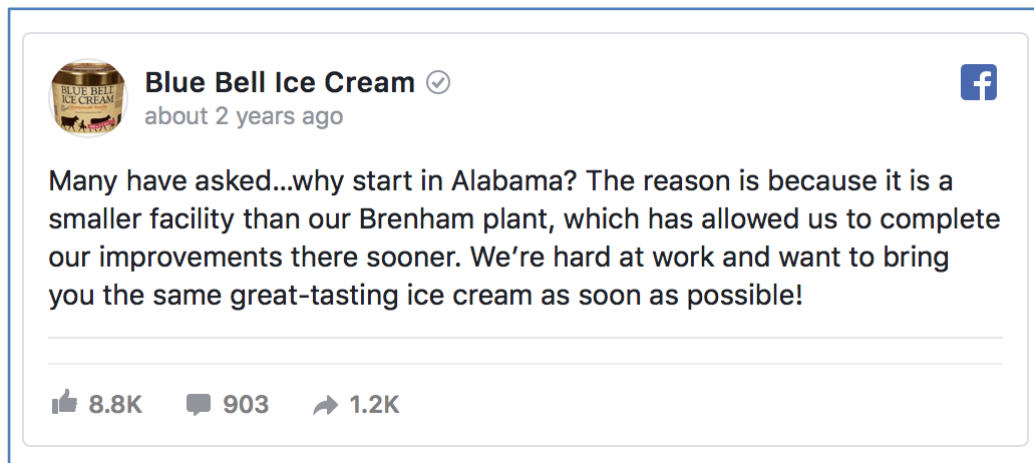 BLUE BELL
ICE CREAM
Blue Bell Ice Cream
about 2 years ago
Many have asked...why start in Alabama? The reason is because it is a
smaller facility than our Brenham plant, which has allowed us to complete
our improvements there sooner. We’re hard at work and want to bring
you the same great-tasting ice cream as soon as possible!
8.8K 903 1.2K